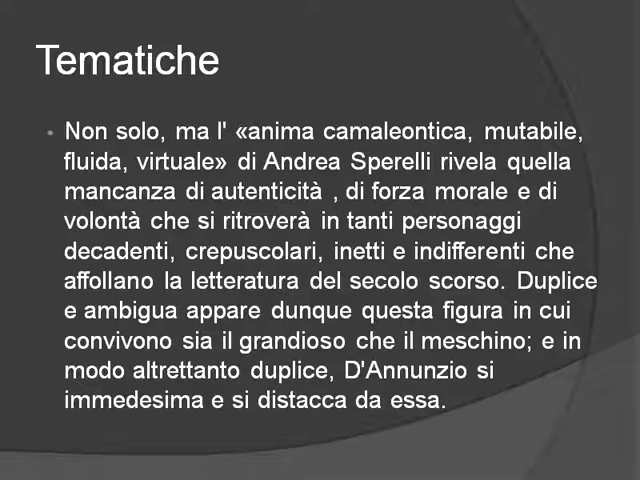 Tematiche
Non solo, ma l' «anima camaleontica, mutabile,
fluida, virtuale» di Andrea Sperelli rivela quella
mancanza di autenticità , di forza morale e di
volontà che si ritroverà in tanti personaggi
decadenti, crepuscolari, inetti e indifferenti che
affollano la letteratura del secolo scorso. Duplice
e ambigua appare dunque questa figura in cui
convivono sia il grandioso che il meschino; e in
modo altrettanto duplice, D'Annunzio si
immedesima e si distacca da essa.